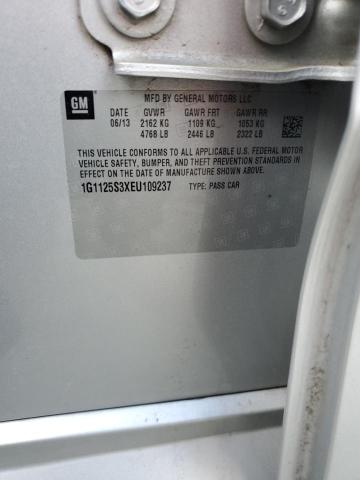 GM
MFD BY GENERAL MOTORS LLC
DATE GVWR GAWR FRT GAWR RR
06/13 2162 KG 1109 KG 1053 KG
4768 LB 2446 LB 2322 LB
THIS VEHICLE CONFORMS TO ALL APPLICABLE U.S. FEDERAL MOTOR
VEHICLE SAFETY, BUMPER, AND THEFT PREVENTION STANDARDS IN
EFFECT ON THE DATE OF MANUFACTURE SHOWN ABOVE.
1G1125S3XEU109237 TYPE: PASS CAR